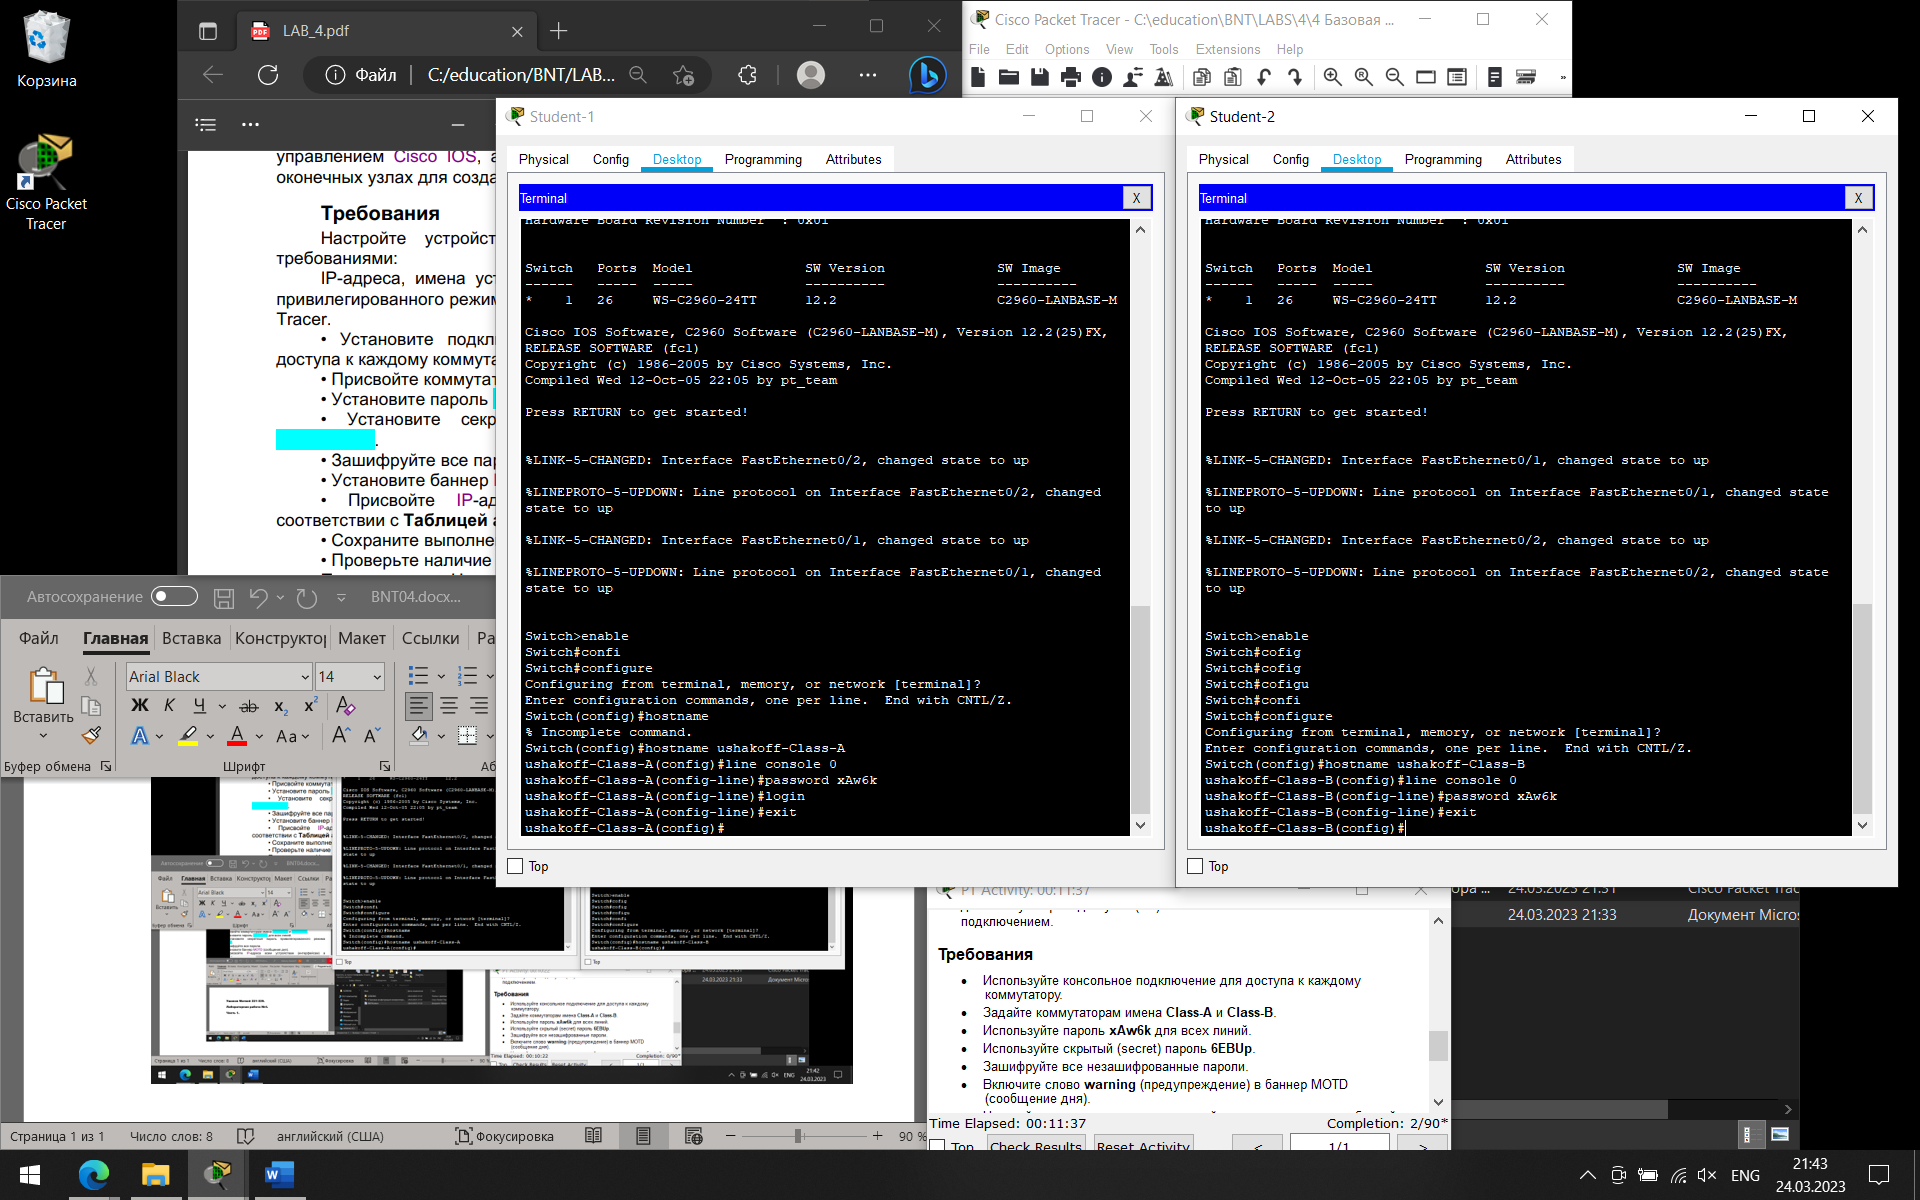 Корзина
Cisco Packet
Tracer
LAB_4.pdf
Файл
C:/education/BNT/LAB...
управлением Cisco IOS, а
оконечных узлах для созда
Требования
Настройте устройст
требованиями:
IP-адреса, имена уст
привилегированного режим
Tracer.
• Установите подкл
доступа к каждому коммута
• Присвойте коммутат
• Установите пароль
• Установите секр
.
• Зашифруйте все пар
• Установите баннер
• Присвойте IP-адр
соответствии с Таблицей а
• Сохраните выполне
• Проверьте наличие
Cisco Packet Tracer - C:\education\BNT\LABS\4\4 Базовая ...
File Edit Options View Tools Extensions Help
Student-1
Physical Config Desktop Programming Attributes
Terminal
X
Hardware Board Revision Number : 0x01
Switch Ports Model SW Version SW Image
------ ----- ----- ---------- ----------
* 1 26 WS-C2960-24TT 12.2 C2960-LANBASE-M
Cisco IOS Software, C2960 Software (C2960-LANBASE-M), Version 12.2(25)FX,
RELEASE SOFTWARE (fc1)
Copyright (c) 1986-2005 by Cisco Systems, Inc.
Compiled Wed 12-Oct-05 22:05 by pt_team
Press RETURN to get started!
%LINK-5-CHANGED: Interface FastEthernet0/2, changed state to up
%LINEPROTO-5-UPDOWN: Line protocol on Interface FastEthernet0/2, changed
state to up
%LINK-5-CHANGED: Interface FastEthernet0/1, changed state to up
%LINEPROTO-5-UPDOWN: Line protocol on Interface FastEthernet0/1, changed
state to up
Switch>enable
Switch#confi
Switch#configure
Configuring from terminal, memory, or network [terminal]?
Enter configuration commands, one per line. End with CNTL/Z.
Switch(config)#hostname
% Incomplete command.
Switch(config)#hostname ushakoff-Class-A
ushakoff-Class-A(config)#line console 0
ushakoff-Class-A(config-line)#password xAw6k
ushakoff-Class-A(config-line)#login
ushakoff-Class-A(config-line)#exit
ushakoff-Class-A(config)#
Top
Student-2
Physical Config Desktop Programming Attributes
Terminal
X
Hardware Board Revision Number : 0x01
Switch Ports Model SW Version SW Image
------ ----- ----- ---------- ----------
* 1 26 WS-C2960-24TT 12.2 C2960-LANBASE-M
Cisco IOS Software, C2960 Software (C2960-LANBASE-M), Version 12.2(25)FX,
RELEASE SOFTWARE (fc1)
Copyright (c) 1986-2005 by Cisco Systems, Inc.
Compiled Wed 12-Oct-05 22:05 by pt_team
Press RETURN to get started!
%LINK-5-CHANGED: Interface FastEthernet0/1, changed state to up
%LINEPROTO-5-UPDOWN: Line protocol on Interface FastEthernet0/1, changed state
to up
%LINK-5-CHANGED: Interface FastEthernet0/2, changed state to up
%LINEPROTO-5-UPDOWN: Line protocol on Interface FastEthernet0/2, changed state
to up
Switch>enable
Switch#cofig
Switch#cofig
Switch#cofigu
Switch#confi
Switch#configure
Configuring from terminal, memory, or network [terminal]?
Enter configuration commands, one per line. End with CNTL/Z.
Switch(config)#hostname ushakoff-Class-B
ushakoff-Class-B(config)#line console 0
ushakoff-Class-B(config-line)#password xAw6k
ushakoff-Class-B(config-line)#exit
ushakoff-Class-B(config)#
Top
Автосохранение
BNT04.docx...
Файл Главная Вставка Конструктор Макет Ссылки Ра
Вставить
Arial Black 14
Ж К Ч ab x₂ x² A
A A Aa A A
Буфер обмена Шрифт Аб
PT Activity: 00:11:37
подключением.
Требования
• Используйте консольное подключение для доступа к каждому
коммутатору.
• Задайте коммутаторам имена Class-A и Class-B.
• Используйте пароль xAw6k для всех линий.
• Используйте скрытый (secret) пароль 6EBUp.
• Зашифруйте все незашифрованные пароли.
• Включите слово warning (предупреждение) в баннер MOTD
(сообщение дня).
Time Elapsed: 00:11:37 Completion: 2/90*
Top Check Results Reset Activity < 1/1 >
24.03.2023 21:31 Cisco Packet Trac
24.03.2023 21:33 Документ Micros
Страница 1 из 1 Число слов: 8 английский (США) Фокусировка 90 %
ENG
21:43
24.03.2023